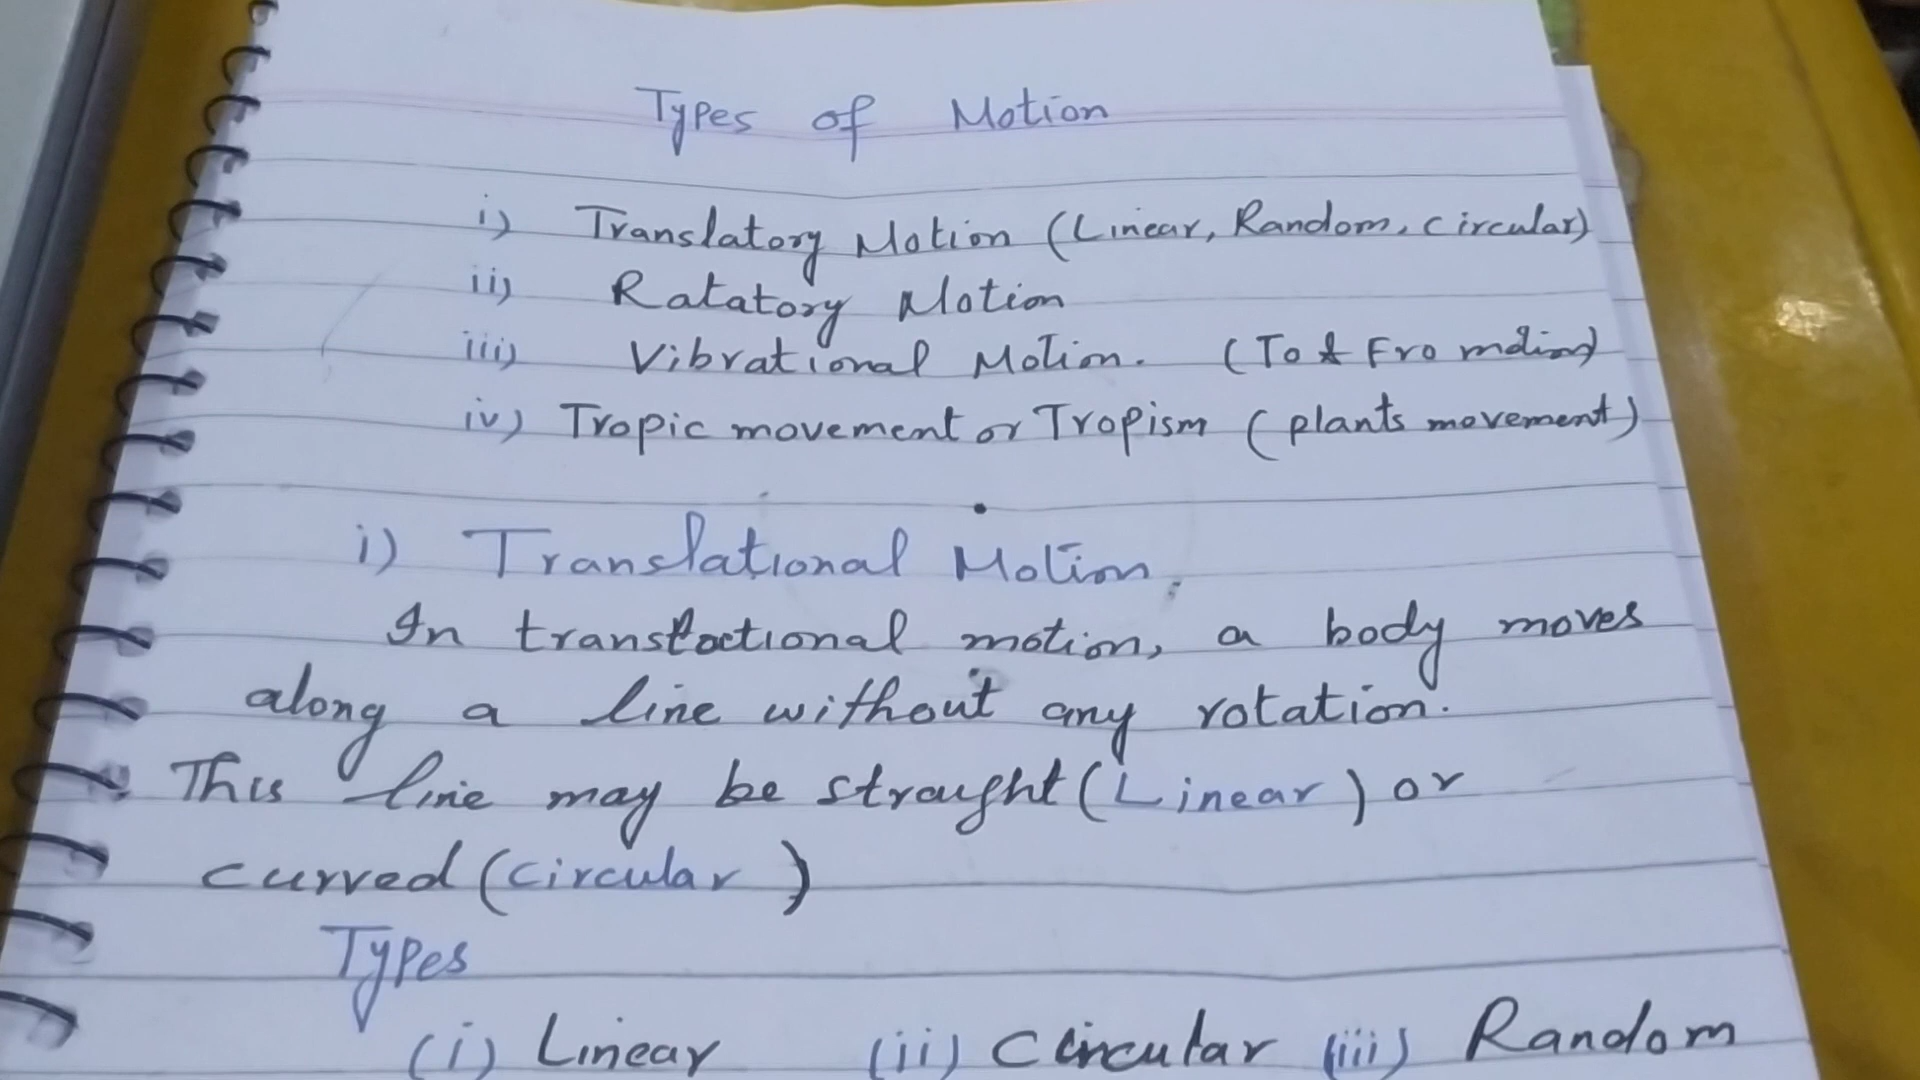 Types of Motion
i) Translatory Motion (Linear, Random, Circular)
ii) Ratatory Motion
iii) Vibrational Motion. (To & Fro motion)
iv) Tropic movement or Tropism (plants movement)
i) Translational Motion.
In translational motion, a body moves
along a line without any rotation.
This line may be straught (Linear) or
curved (Circular)
Types
(i) Linear (ii) Circular (iii) Random